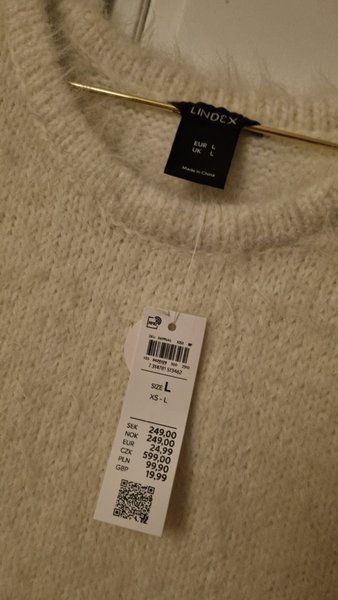 LINDEX
EUR L
UK L
Made in China
SIZE L
XS - L
SEK 249,00
NOK 249,00
EUR 24,99
CZK 599,00
PLN 99,90
GBP 19,99